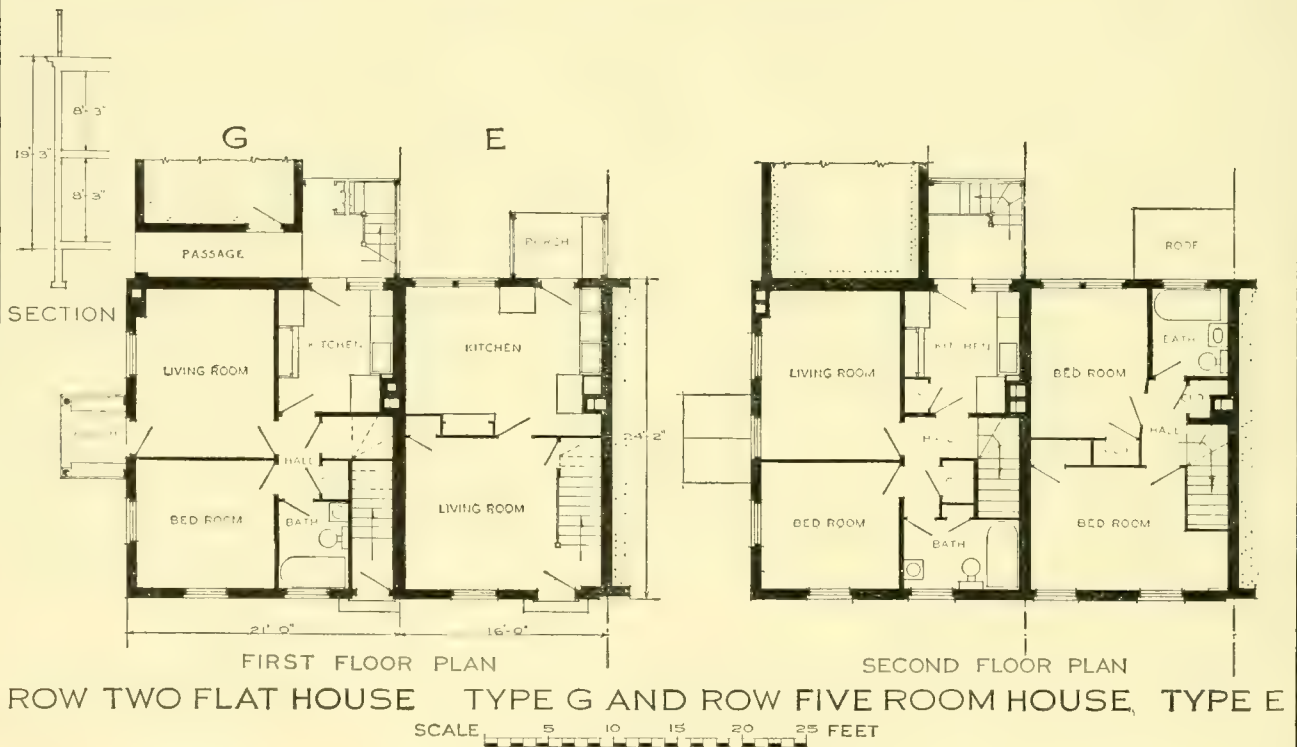 8'-3"
19'-3"
8'-3"
SECTION
G
E
PASSAGE
PORCH
LIVING ROOM
KITCHEN
KITCHEN
HALL
BED ROOM
BATH
LIVING ROOM
21'-0"
16'-0"
FIRST FLOOR PLAN
ROOF
LIVING ROOM
KITCHEN
BED ROOM
BATH
HALL
HALL
BED ROOM
BATH
BED ROOM
SECOND FLOOR PLAN
ROW TWO FLAT HOUSE TYPE G AND ROW FIVE ROOM HOUSE, TYPE E
SCALE 5 10 15 20 25 FEET